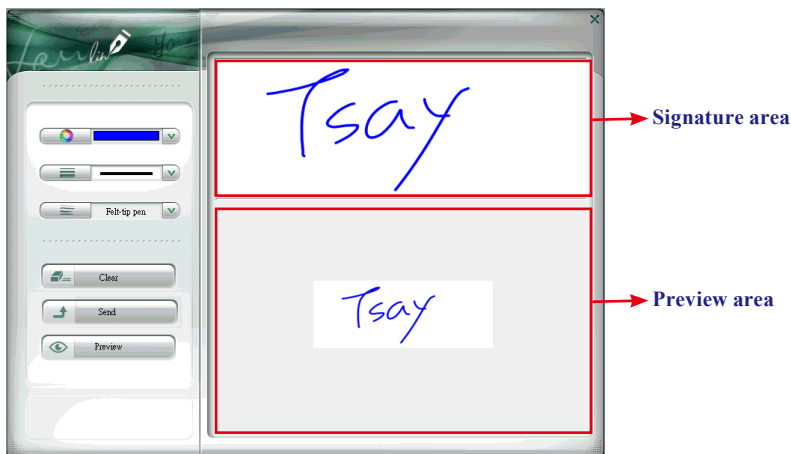 Tsay
Signature area
Felt-tip pen
Clear
Send
Preview
Tsay
Preview area